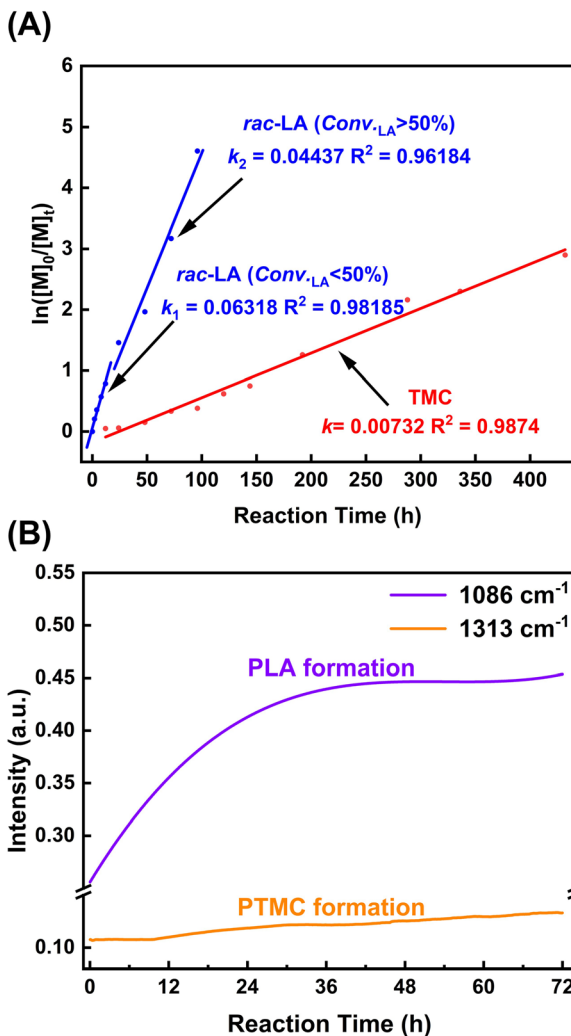 (A)
6
5
4
3
2
1
0
ln([M]₀/[M]ₜ)
rac-LA (Conv.LA>50%)
k₂ = 0.04437 R² = 0.96184
rac-LA (Conv.LA<50%)
k₁ = 0.06318 R² = 0.98185
TMC
k= 0.00732 R² = 0.9874
0 50 100 150 200 250 300 350 400
Reaction Time (h)
(B)
0.55
0.50
0.45
0.40
0.35
0.30
0.10
Intensity (a.u.)
1086 cm⁻¹
1313 cm⁻¹
PLA formation
PTMC formation
0 12 24 36 48 60 72
Reaction Time (h)